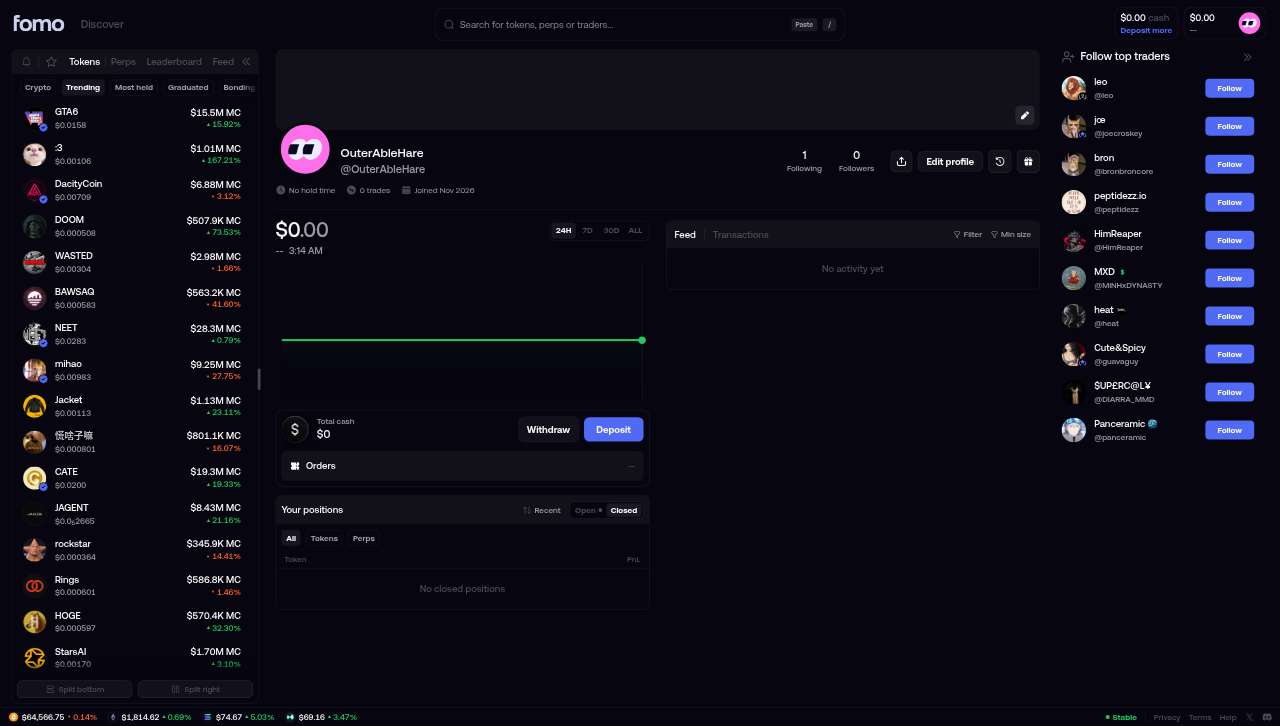 fomo
Discover
Search for tokens, perps or traders...
Paste
/
$0.00 cash
Deposit more
$0.00
—
Tokens
Perps
Leaderboard
Feed
Crypto
Trending
Most held
Graduated
Bonding
GTA6
$0.0158
$15.5M MC
15.92%
:3
$0.00106
$1.01M MC
167.21%
DacityCoin
$0.00709
$6.88M MC
3.12%
DOOM
$0.000508
$507.9K MC
73.53%
WASTED
$0.00304
$2.98M MC
1.66%
BAWSAQ
$0.000583
$563.2K MC
41.60%
NEET
$0.0283
$28.3M MC
0.79%
mihao
$0.00983
$9.25M MC
27.75%
Jacket
$0.00113
$1.13M MC
23.11%
慌啥子嘛
$0.000801
$801.1K MC
16.07%
CATE
$0.0200
$19.3M MC
19.33%
JAGENT
$0.0₅2665
$8.43M MC
21.16%
rockstar
$0.000364
$345.9K MC
14.41%
Rings
$0.000601
$586.8K MC
1.46%
HOGE
$0.000597
$570.4K MC
32.30%
StarsAI
$0.00170
$1.70M MC
3.10%
Split bottom
Split right
OuterAbleHare
@OuterAbleHare
1
Following
0
Followers
Edit profile
No hold time
0 trades
Joined Nov 2026
$0.00
-- 3:14 AM
24H
7D
30D
ALL
$
Total cash
$0
Withdraw
Deposit
Orders
—
Your positions
Recent
Open
Closed
All
Tokens
Perps
Token
PnL
No closed positions
Feed
Transactions
Filter
Min size
No activity yet
Follow top traders
leo
@leo
Follow
jœ
@joecroskey
Follow
bron
@bronbroncore
Follow
peptidezz.io
@peptidezz
Follow
HimReaper
@HimReaper
Follow
MXD
@MINHxDYNASTY
Follow
heat
@heat
Follow
Cute&Spicy
@guavaguy
Follow
$UP£RC@L¥
@DIARRA_MMD
Follow
Panceramic
@panceramic
Follow
$64,566.75 0.14%
$1,814.62 0.69%
$74.67 5.03%
$69.16 3.47%
Stable
Privacy
Terms
Help